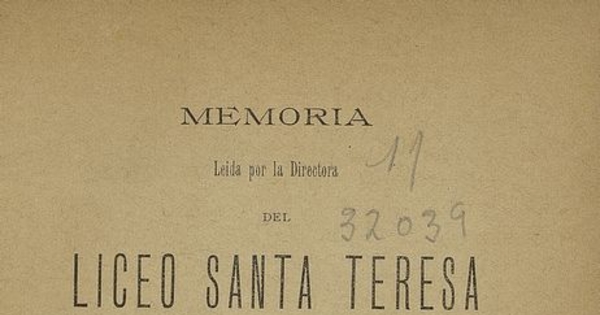 MEMORIA
Leida por la Directora
11
DEL
32039
LICEO SANTA TERESA